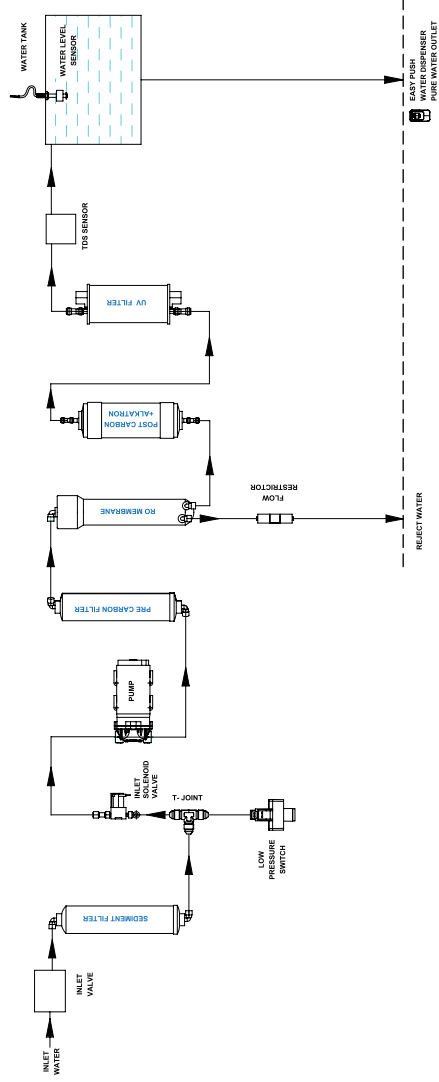 INLET
WATER
INLET
VALVE
SEDIMENT FILTER
T- JOINT
LOW
PRESSURE
SWITCH
INLET
SOLENOID
VALVE
PUMP
PRE CARBON FILTER
RO MEMBRANE
FLOW
RESTRICTOR
REJECT WATER
POST CARBON
+ALKATRON
UV FILTER
TDS SENSOR
WATER TANK
WATER LEVEL
SENSOR
EASY PUSH
WATER DISPENSER
PURE WATER OUTLET